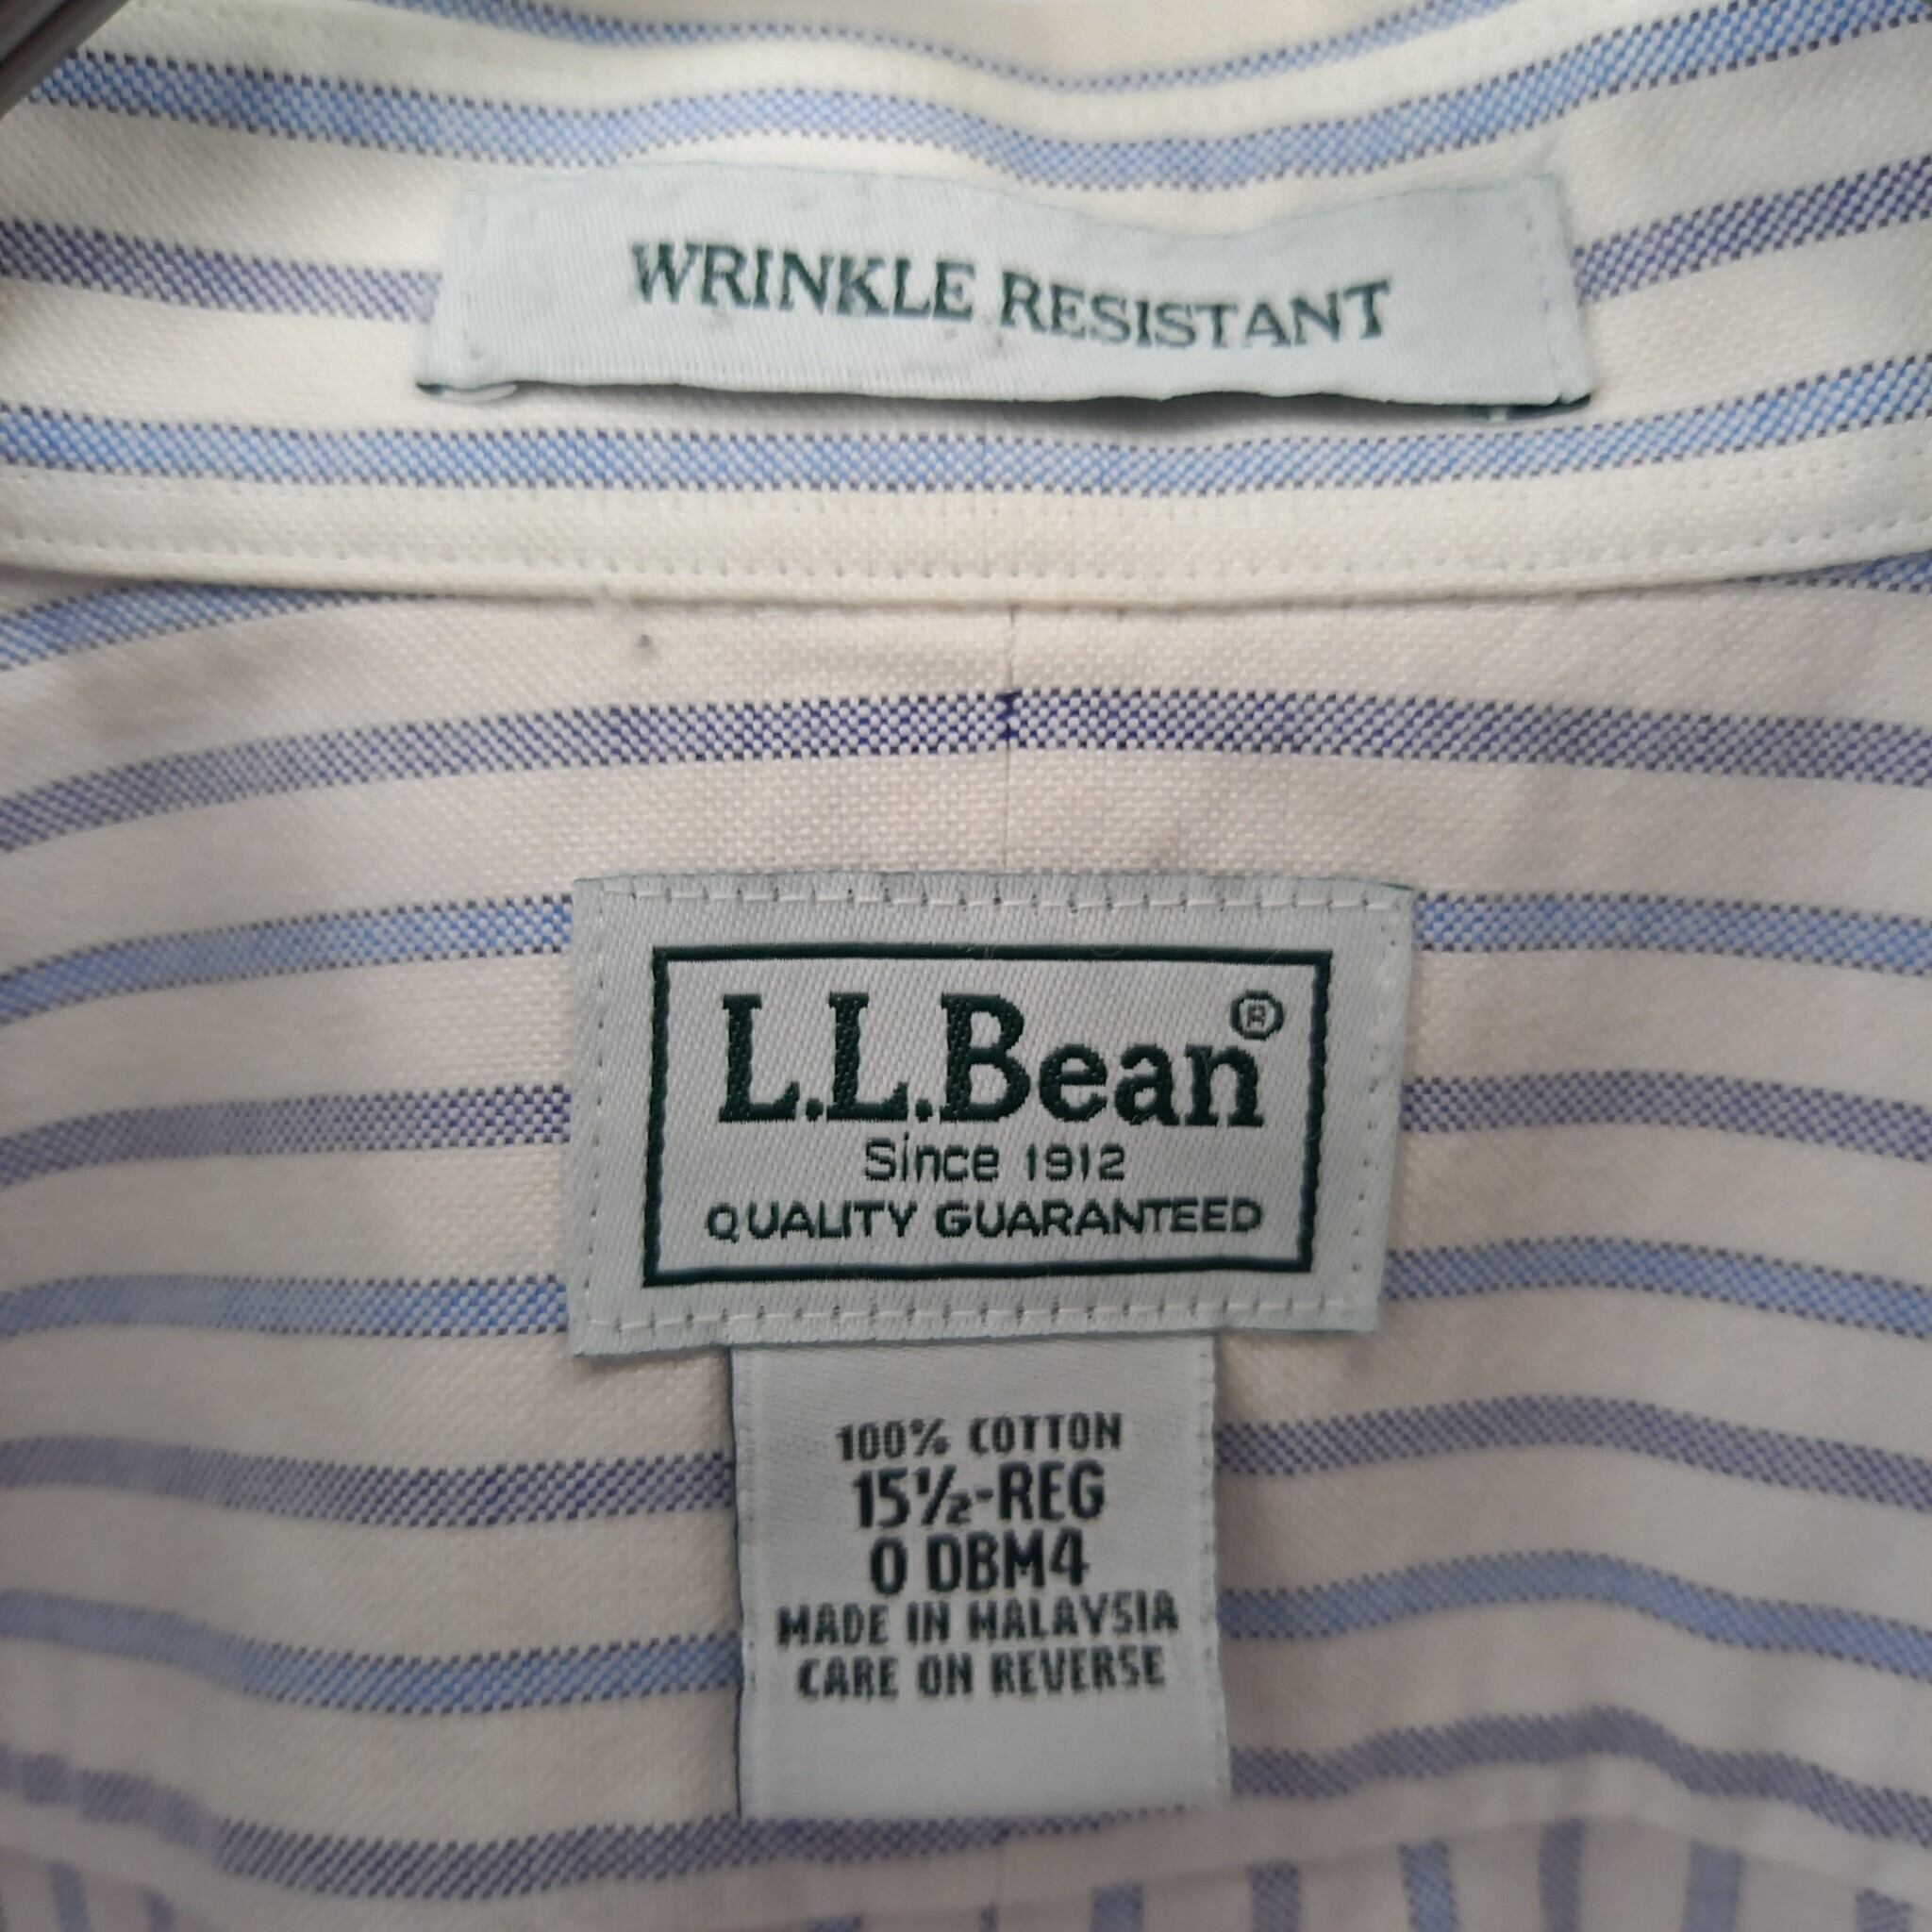 WRINKLE RESISTANT
L.L.Bean®
Since 1912
QUALITY GUARANTEED
100% COTTON
15½-REG
0 DBM4
MADE IN MALAYSIA
CARE ON REVERSE